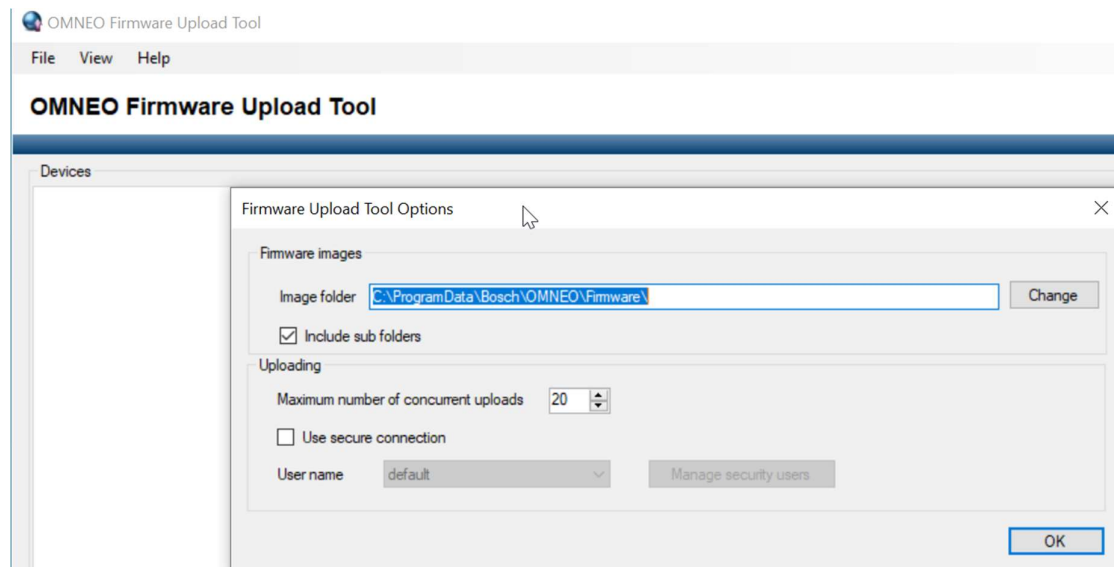 OMNEO Firmware Upload Tool
File View Help
OMNEO Firmware Upload Tool
Devices
Firmware Upload Tool Options
Firmware images
Image folder C:\ProgramData\Bosch\OMNEO\Firmware\ Change
Include sub folders
Uploading
Maximum number of concurrent uploads 20
Use secure connection
User name default Manage security users
OK